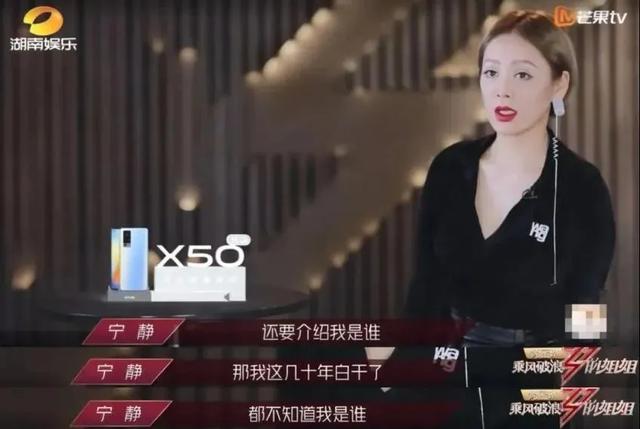 湖南娱乐
芒果tv
X50
宁静 还要介绍我是谁
宁静 那我这几十年白干了
乘风破浪的姐姐
宁静 都不知道我是谁
乘风破浪的姐姐